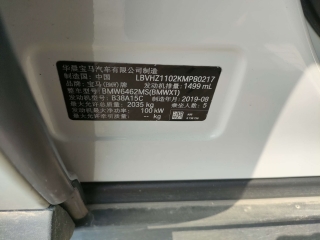 华晨宝马汽车有限公司制造
制造国：中国 LBVHZ1102KMP80217
品牌：宝马(BMW)牌 发动机排量：1499 mL
整车型号：BMW6462MS(BMWX1)
发动机型号：B38A15C 制造年月：2019-08
最大允许总质量：2035 kg
发动机最大净功率：100 kW 乘坐人数：5